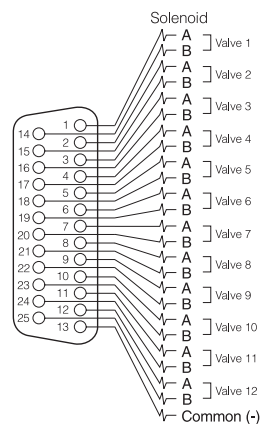 Solenoid
A
B
Valve 1
A
B
Valve 2
A
B
Valve 3
A
B
Valve 4
A
B
Valve 5
A
B
Valve 6
A
B
Valve 7
A
B
Valve 8
A
B
Valve 9
A
B
Valve 10
A
B
Valve 11
A
B
Valve 12
Common (-)
1
14
2
15
3
16
4
17
5
18
6
19
7
20
8
21
9
22
10
23
11
24
12
25
13